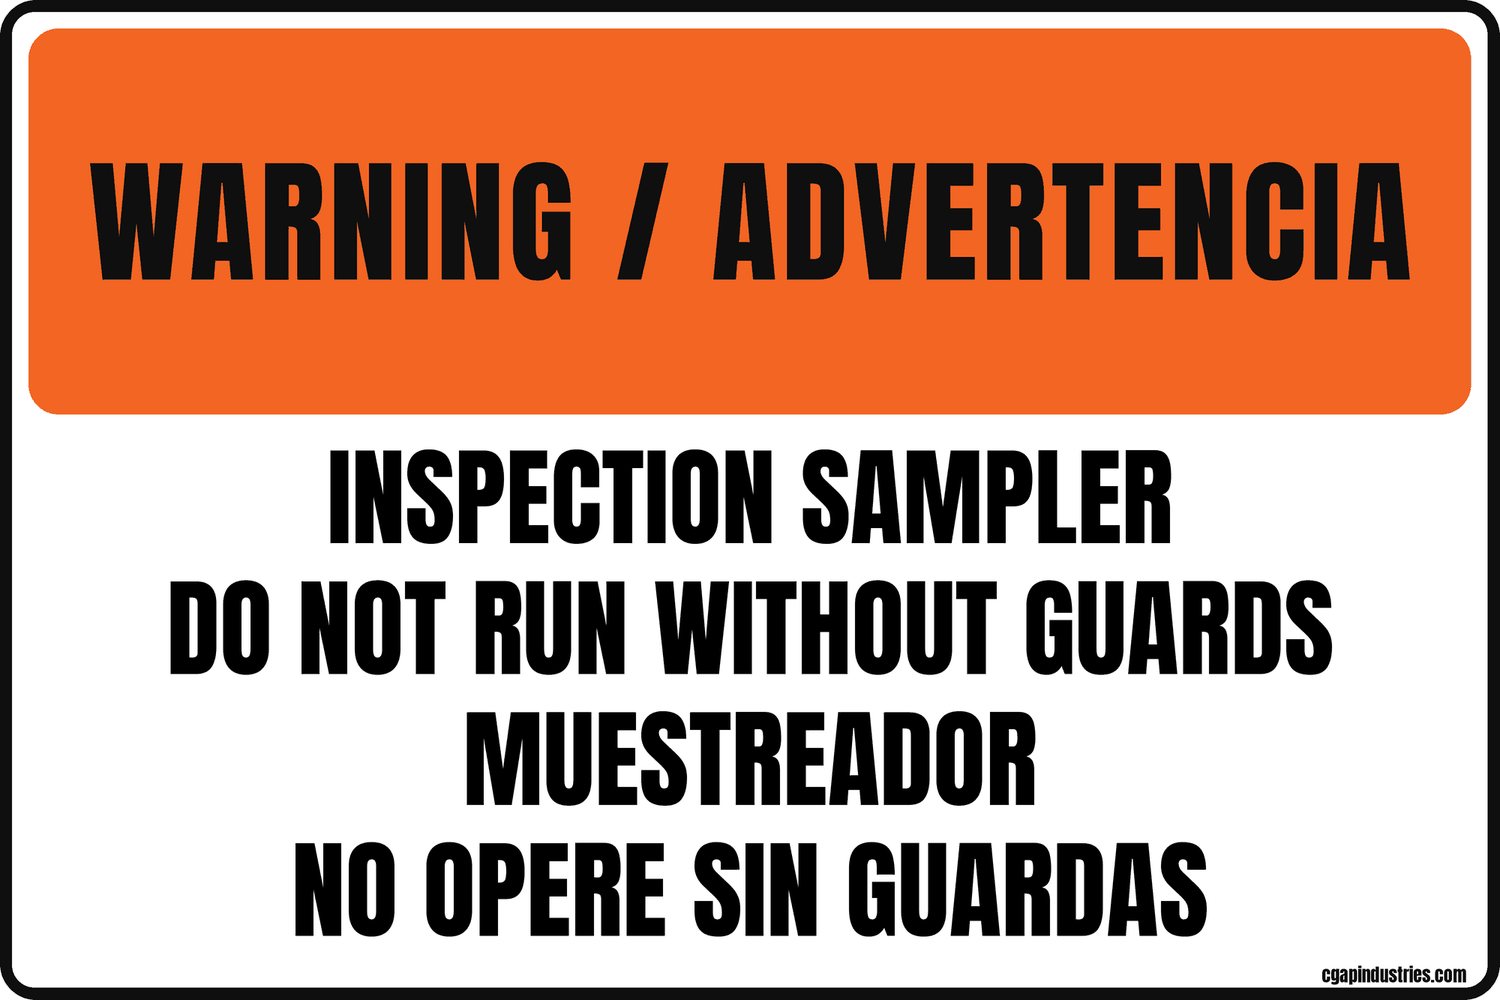 WARNING / ADVERTENCIA
INSPECTION SAMPLER
DO NOT RUN WITHOUT GUARDS
MUESTREADOR
NO OPERE SIN GUARDAS
cgapindustries.com